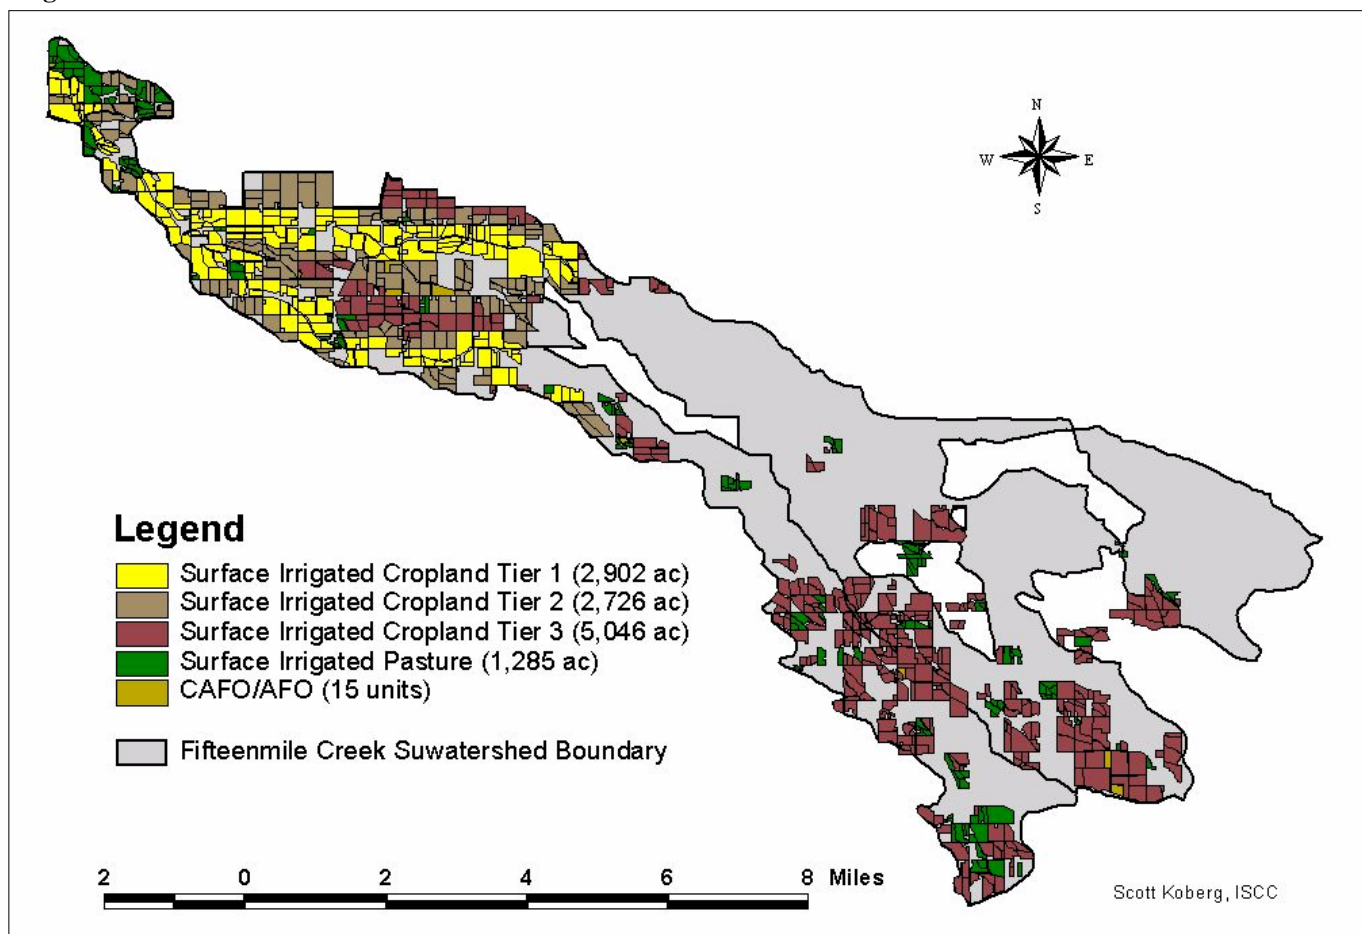 N
W E
S
Legend
Surface Irrigated Cropland Tier 1 (2,902 ac)
Surface Irrigated Cropland Tier 2 (2,726 ac)
Surface Irrigated Cropland Tier 3 (5,046 ac)
Surface Irrigated Pasture (1,285 ac)
CAFO/AFO (15 units)
Fifteenmile Creek Suwatershed Boundary
2 0 2 4 6 8 Miles
Scott Koberg, ISCC